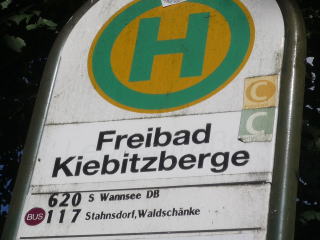 H
C
C
Freibad
Kiebitzberge
620 S Wannsee DB
BUS 117 Stahnsdorf,Waldschänke